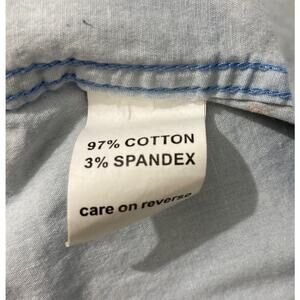 97% COTTON
3% SPANDEX
care on reverse